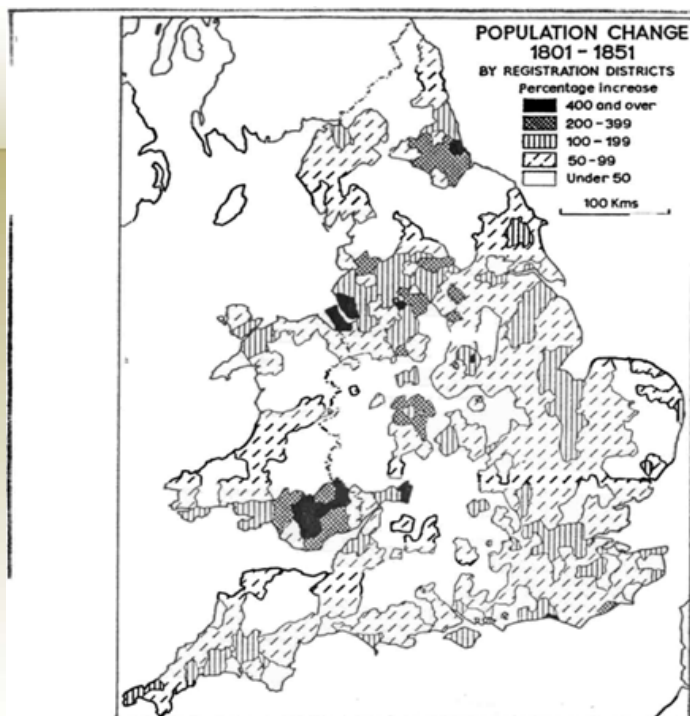 POPULATION CHANGE
1801 - 1851
BY REGISTRATION DISTRICTS
Percentage increase
400 and over
200-399
100-199
50-99
Under 50
100 Kms